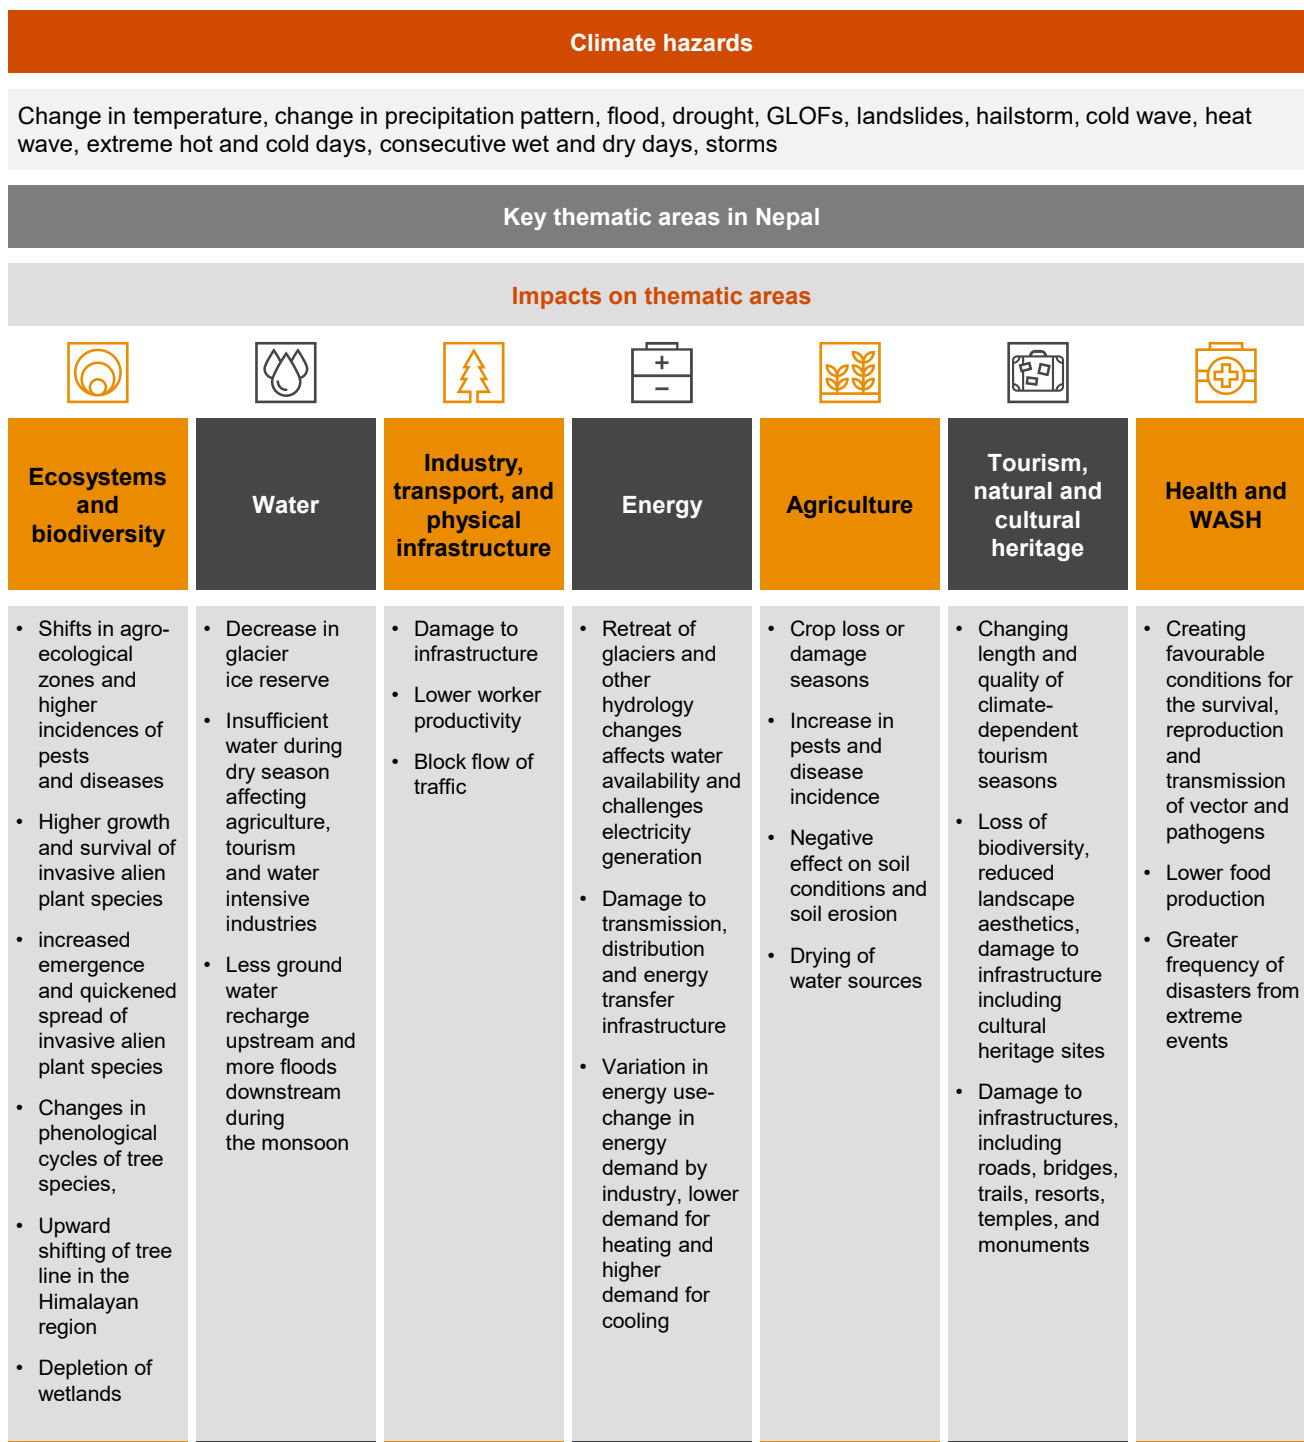 Climate hazards
Change in temperature, change in precipitation pattern, flood, drought, GLOFs, landslides, hailstorm, cold wave, heat
wave, extreme hot and cold days, consecutive wet and dry days, storms
Key thematic areas in Nepal
Impacts on thematic areas
Ecosystems
and
biodiversity
Water
Industry,
transport, and
physical
infrastructure
Energy
Agriculture
Tourism,
natural and
cultural
heritage
Health and
WASH
• Shifts in agro-
ecological
zones and
higher
incidences of
pests
and diseases
• Higher growth
and survival of
invasive alien
plant species
• increased
emergence
and quickened
spread of
invasive alien
plant species
• Changes in
phenological
cycles of tree
species,
• Upward
shifting of tree
line in the
Himalayan
region
• Depletion of
wetlands
• Decrease in
glacier
ice reserve
• Insufficient
water during
dry season
affecting
agriculture,
tourism
and water
intensive
industries
• Less ground
water
recharge
upstream and
more floods
downstream
during
the monsoon
• Damage to
infrastructure
• Lower worker
productivity
• Block flow of
traffic
• Retreat of
glaciers and
other
hydrology
changes
affects water
availability and
challenges
electricity
generation
• Damage to
transmission,
distribution
and energy
transfer
infrastructure
• Variation in
energy use-
change in
energy
demand by
industry, lower
demand for
heating and
higher
demand for
cooling
• Crop loss or
damage
seasons
• Increase in
pests and
disease
incidence
• Negative
effect on soil
conditions and
soil erosion
• Drying of
water sources
• Changing
length and
quality of
climate-
dependent
tourism
seasons
• Loss of
biodiversity,
reduced
landscape
aesthetics,
damage to
infrastructure
including
cultural
heritage sites
• Damage to
infrastructures,
including
roads, bridges,
trails, resorts,
temples, and
monuments
• Creating
favourable
conditions for
the survival,
reproduction
and
transmission
of vector and
pathogens
• Lower food
production
• Greater
frequency of
disasters from
extreme
events